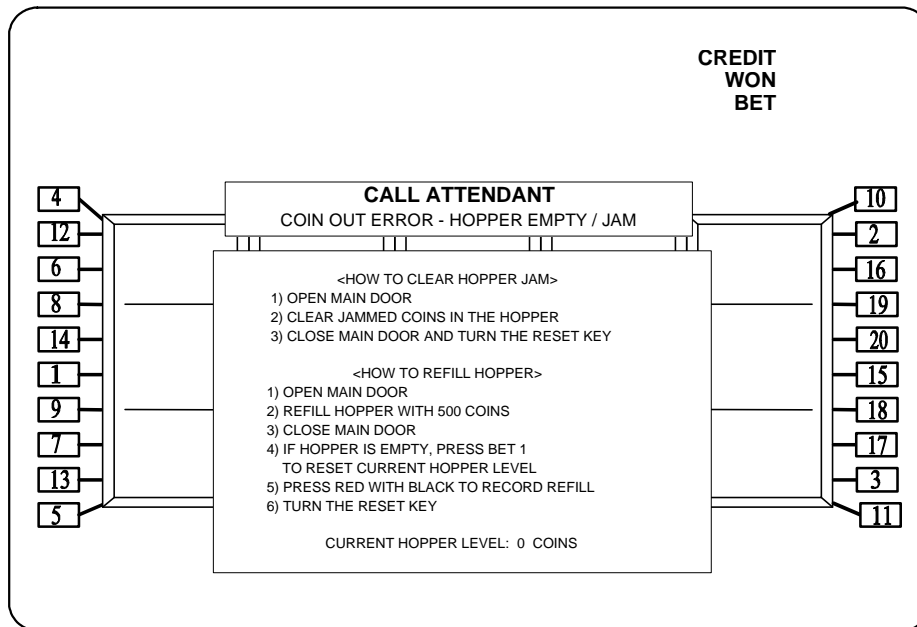 CREDIT
WON
BET
CALL ATTENDANT
COIN OUT ERROR - HOPPER EMPTY / JAM
<HOW TO CLEAR HOPPER JAM>
1) OPEN MAIN DOOR
2) CLEAR JAMMED COINS IN THE HOPPER
3) CLOSE MAIN DOOR AND TURN THE RESET KEY
<HOW TO REFILL HOPPER>
1) OPEN MAIN DOOR
2) REFILL HOPPER WITH 500 COINS
3) CLOSE MAIN DOOR
4) IF HOPPER IS EMPTY, PRESS BET 1
TO RESET CURRENT HOPPER LEVEL
5) PRESS RED WITH BLACK TO RECORD REFILL
6) TURN THE RESET KEY
CURRENT HOPPER LEVEL: 0 COINS
4
12
6
8
14
1
9
7
13
5
10
2
16
19
20
15
18
17
3
11